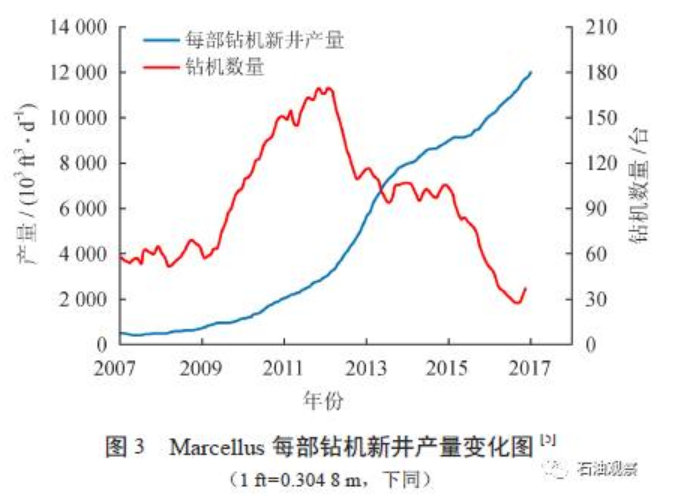 14 000
12 000
10 000
8 000
6 000
4 000
2 000
0
产量 / (10³ ft³ · d⁻¹)
每部钻机新井产量
钻机数量
210
180
150
120
90
60
30
0
钻机数量 /台
2007 2009 2011 2013 2015 2017
年份
图 3 Marcellus 每部钻机新井产量变化图 [5]
(1 ft=0.304 8 m，下同)
石油观察